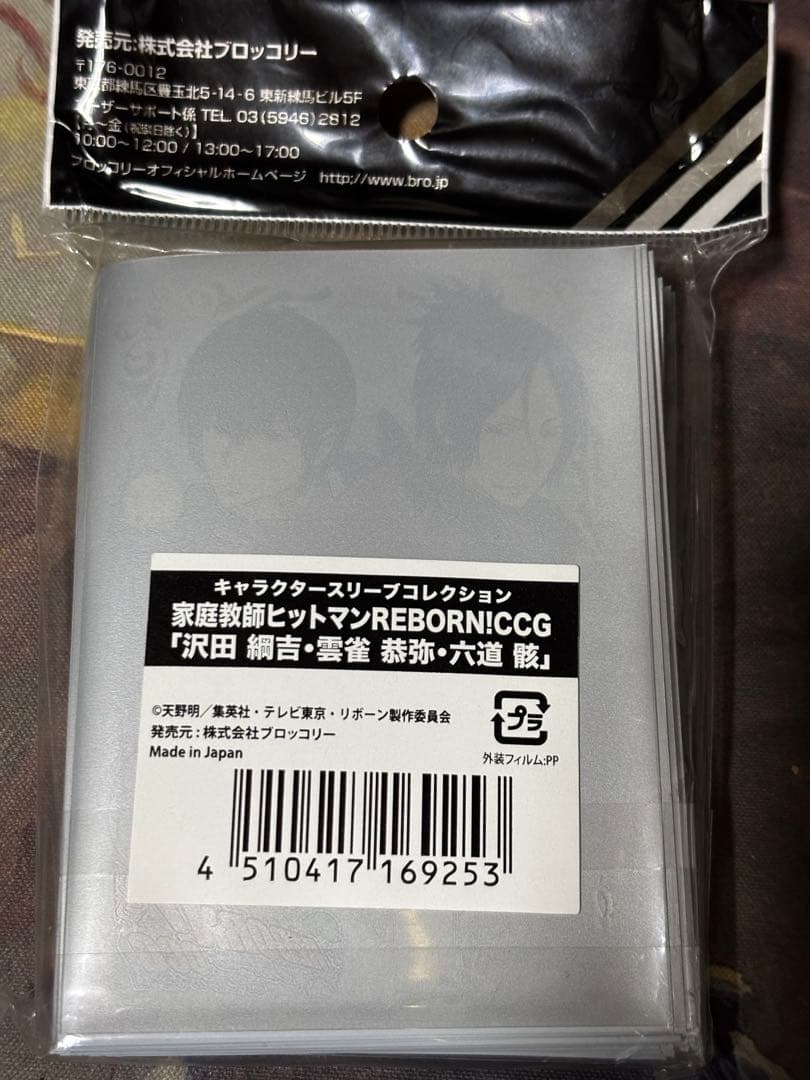 発売元:株式会社ブロッコリー
〒176-0012
東京都練馬区豊玉北5-14-6 東新練馬ビル5F
ユーザーサポート係 TEL. 03(5946)2812
【月〜金(祝祭日除く)】
10:00〜12:00 / 13:00〜17:00
ブロッコリーオフィシャルホームページ http://www.bro.jp
キャラクタースリーブコレクション
家庭教師ヒットマンREBORN!CCG
「沢田 綱吉・雲雀 恭弥・六道 骸」
©天野明／集英社・テレビ東京・リボーン製作委員会
発売元：株式会社ブロッコリー
Made in Japan
プラ
外装フィルム:PP
4 510417 169253